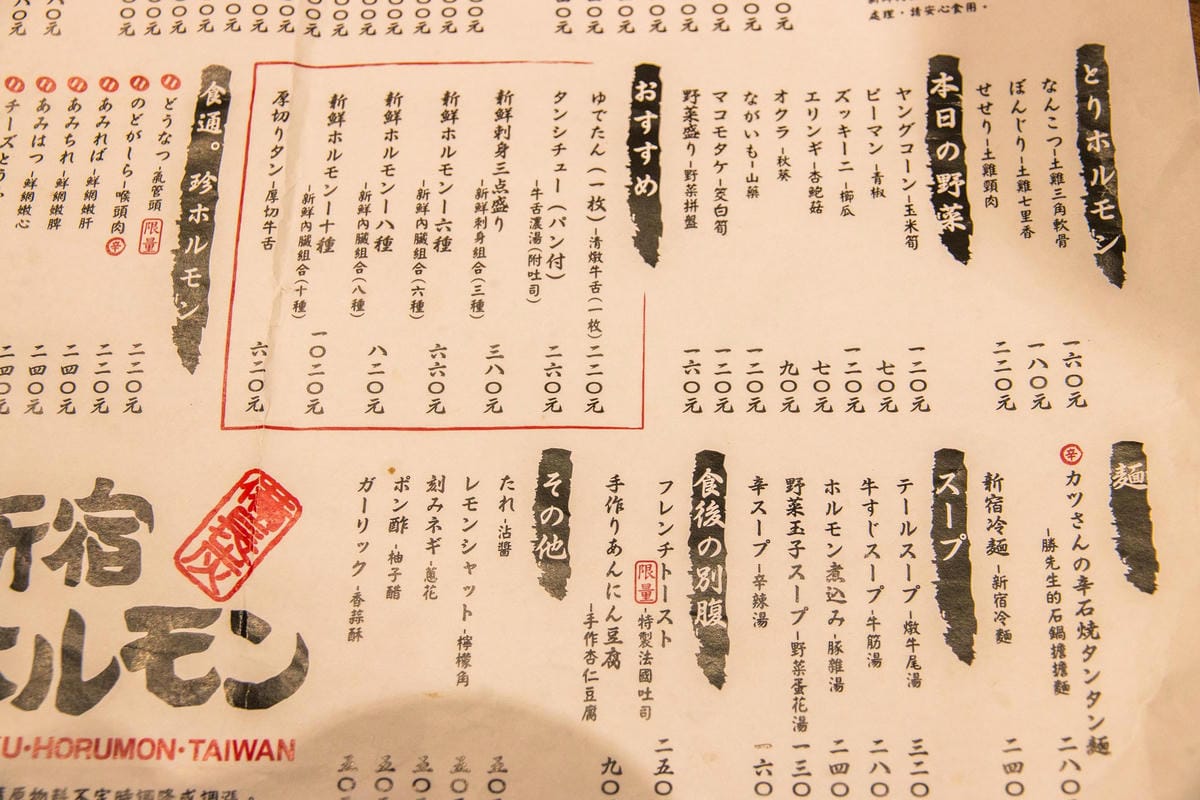 處理，請安心食用。
とりホルモン
なんこつ-土雞三角軟骨 一六〇元
ぼんじり-土雞七里香 一八〇元
せせり-土雞頸肉 二二〇元
本日の野菜
ヤングコーン-玉米筍 一二〇元
ピーマン-青椒 七〇元
ズッキーニ-櫛瓜 一二〇元
エリンギ-杏鮑菇 七〇元
オクラ-秋葵 九〇元
ながいも-山藥 一二〇元
マコモタケ-茭白筍 一二〇元
野菜盛り-野菜拼盤 一六〇元
おすすめ
ゆでたん(一枚)-清燉牛舌(一枚) 二二〇元
タンシチュー(パン付)
-牛舌濃湯(附吐司) 二六〇元
新鮮刺身三点盛り
-新鮮刺身組合(三種) 三八〇元
新鮮ホルモン-六種
-新鮮內臟組合(六種) 六六〇元
新鮮ホルモン-八種
-新鮮內臟組合(八種) 八二〇元
新鮮ホルモン-十種
-新鮮內臟組合(十種) 一〇二〇元
厚切りタン-厚切牛舌 六二〇元
食通。珍ホルモン
どうなつ-氣管頭 限量 二二〇元
のどがしら-喉頭肉 辛 二二〇元
あみれば-鮮網嫩肝 二四〇元
あみちれ-鮮網嫩脾 二四〇元
あみはつ-鮮網嫩心 二四〇元
麺
辛 カツさんの辛石焼タンタン麺
-勝先生的石鍋擔擔麵 二八〇
新宿冷麺-新宿冷麵 二四〇
スープ
テールスープ-燉牛尾湯 三二〇
牛すじスープ-牛筋湯 二八〇
ホルモン煮込み-豚雜湯 二四〇
野菜玉子スープ-野菜蛋花湯 一三〇
辛スープ-辛辣湯 一六〇
食後の別腹
フレンチトースト
限量-特製法國吐司 二五〇
手作りあんにん豆腐
-手作杏仁豆腐 九〇
その他
たれ-沾醬 五〇
レモンシャット-檸檬角 五〇
刻みネギ-蔥花 五〇
ポン酢-柚子醋 五〇
ガーリック-香蒜酥 五〇
新宿
ホルモン
KU·HORUMON·TAIWAN